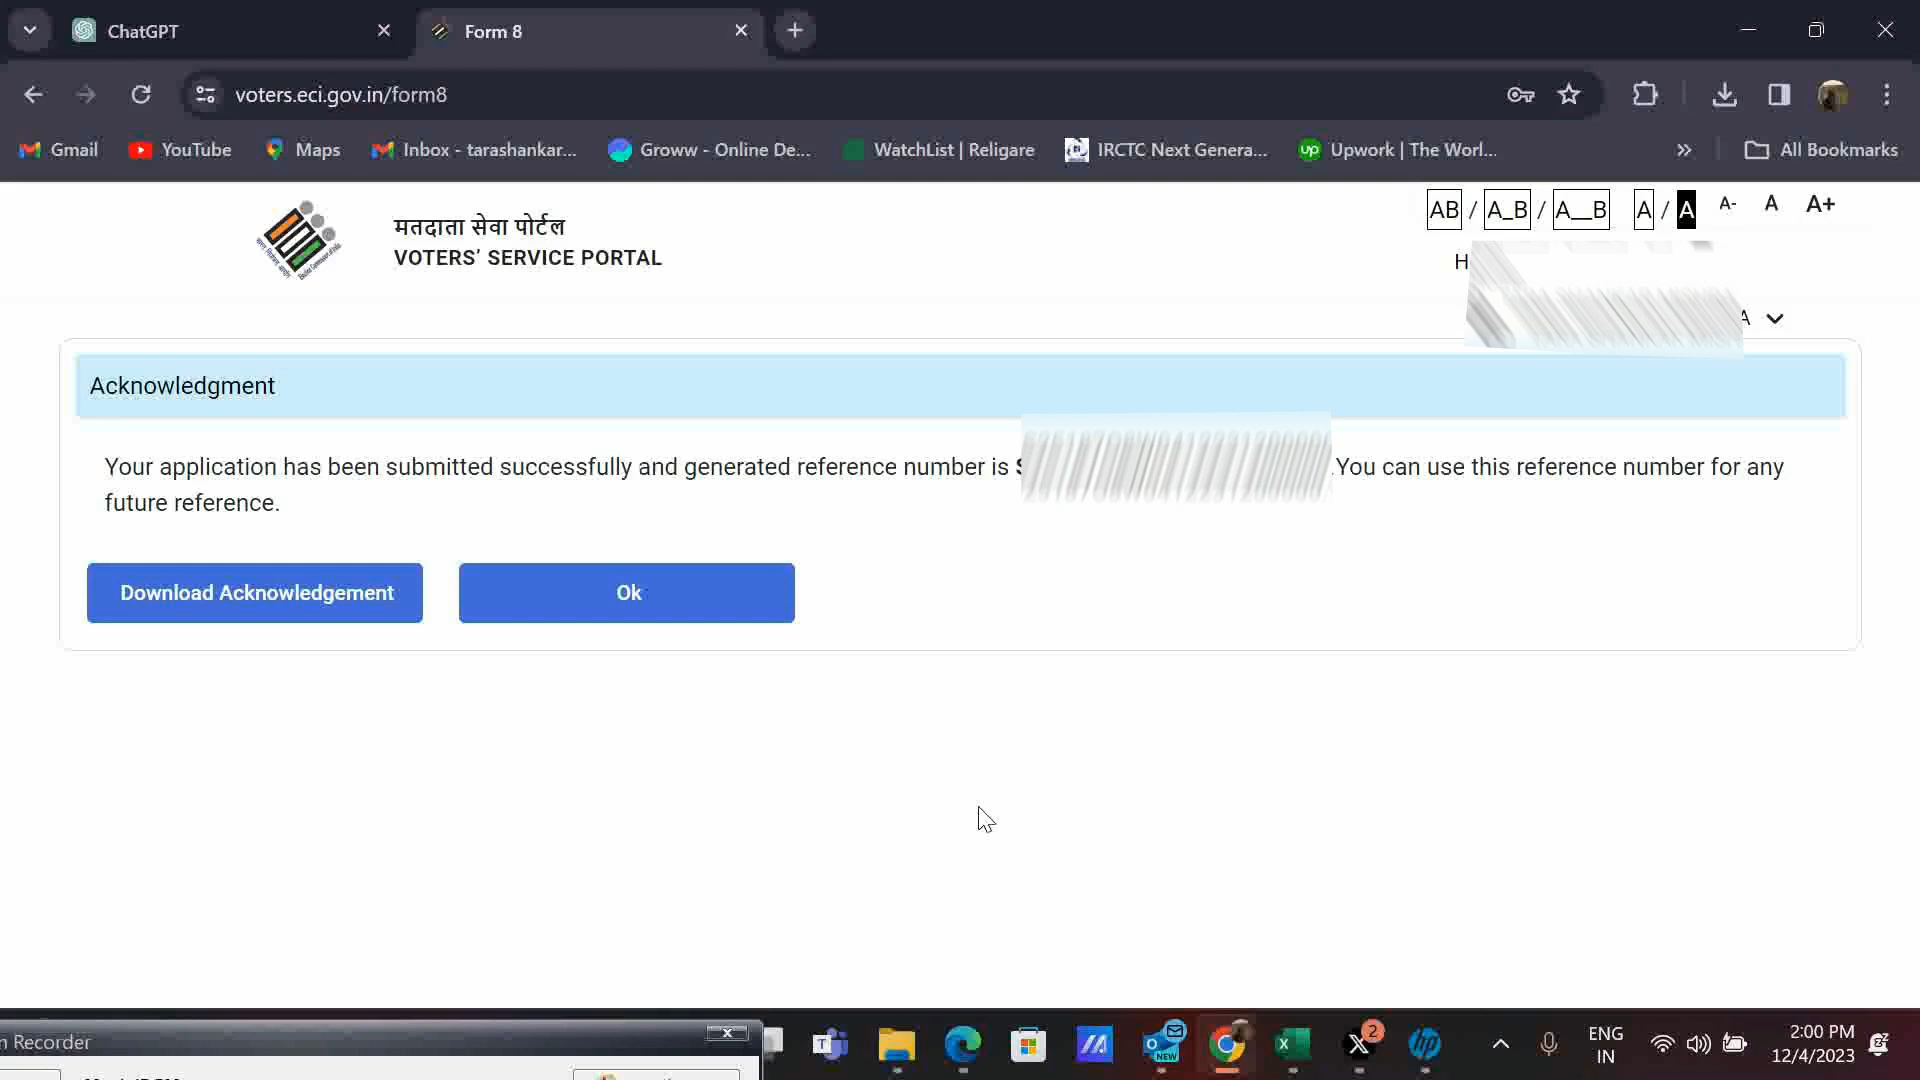 ChatGPT
Form 8
voters.eci.gov.in/form8
Gmail
YouTube
Maps
Inbox - tarashankar...
Groww - Online De...
WatchList | Religare
IRCTC Next Genera...
up
Upwork | The Worl...
»
All Bookmarks
मतदाता सेवा पोर्टल
VOTERS' SERVICE PORTAL
AB / A_B / A__B A / A A- A A+
H
A
Acknowledgment
Your application has been submitted successfully and generated reference number is S .You can use this reference number for any
future reference.
Download Acknowledgement
Ok
n Recorder
NEW
2
ENG
IN
2:00 PM
12/4/2023